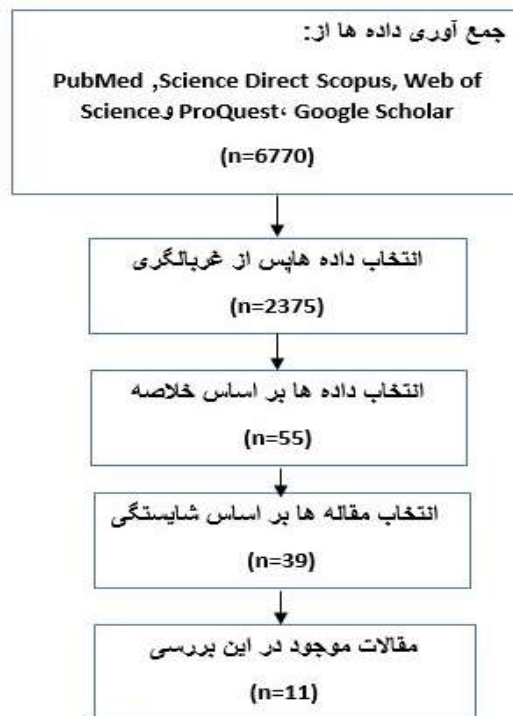 جمع آوری داده ها از:
PubMed ,Science Direct Scopus, Web of
Science و ProQuest، Google Scholar
(n=6770)
انتخاب داده هاپس از غربالگری
(n=2375)
انتخاب داده ها بر اساس خلاصه
(n=55)
انتخاب مقاله ها بر اساس شایستگی
(n=39)
مقالات موجود در این بررسی
(n=11)